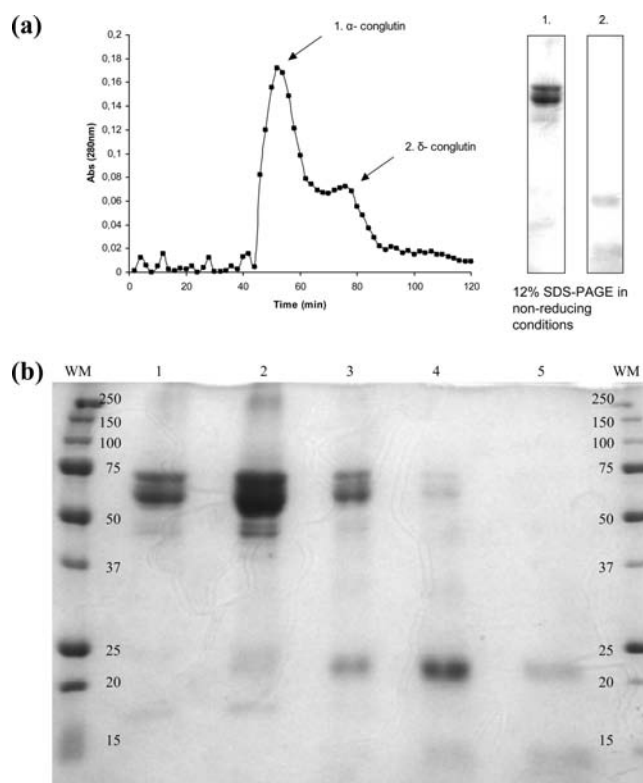 (a)
1. α- conglutin
2. δ- conglutin
Abs (280nm)
0,2
0,18
0,16
0,14
0,12
0,1
0,08
0,06
0,04
0,02
0
0 20 40 60 80 100 120
Time (min)
1. 2.
12% SDS-PAGE in
non-reducing
conditions
(b)
WM 1 2 3 4 5 WM
250 250
150 150
100 100
75 75
50 50
37 37
25 25
20 20
15 15